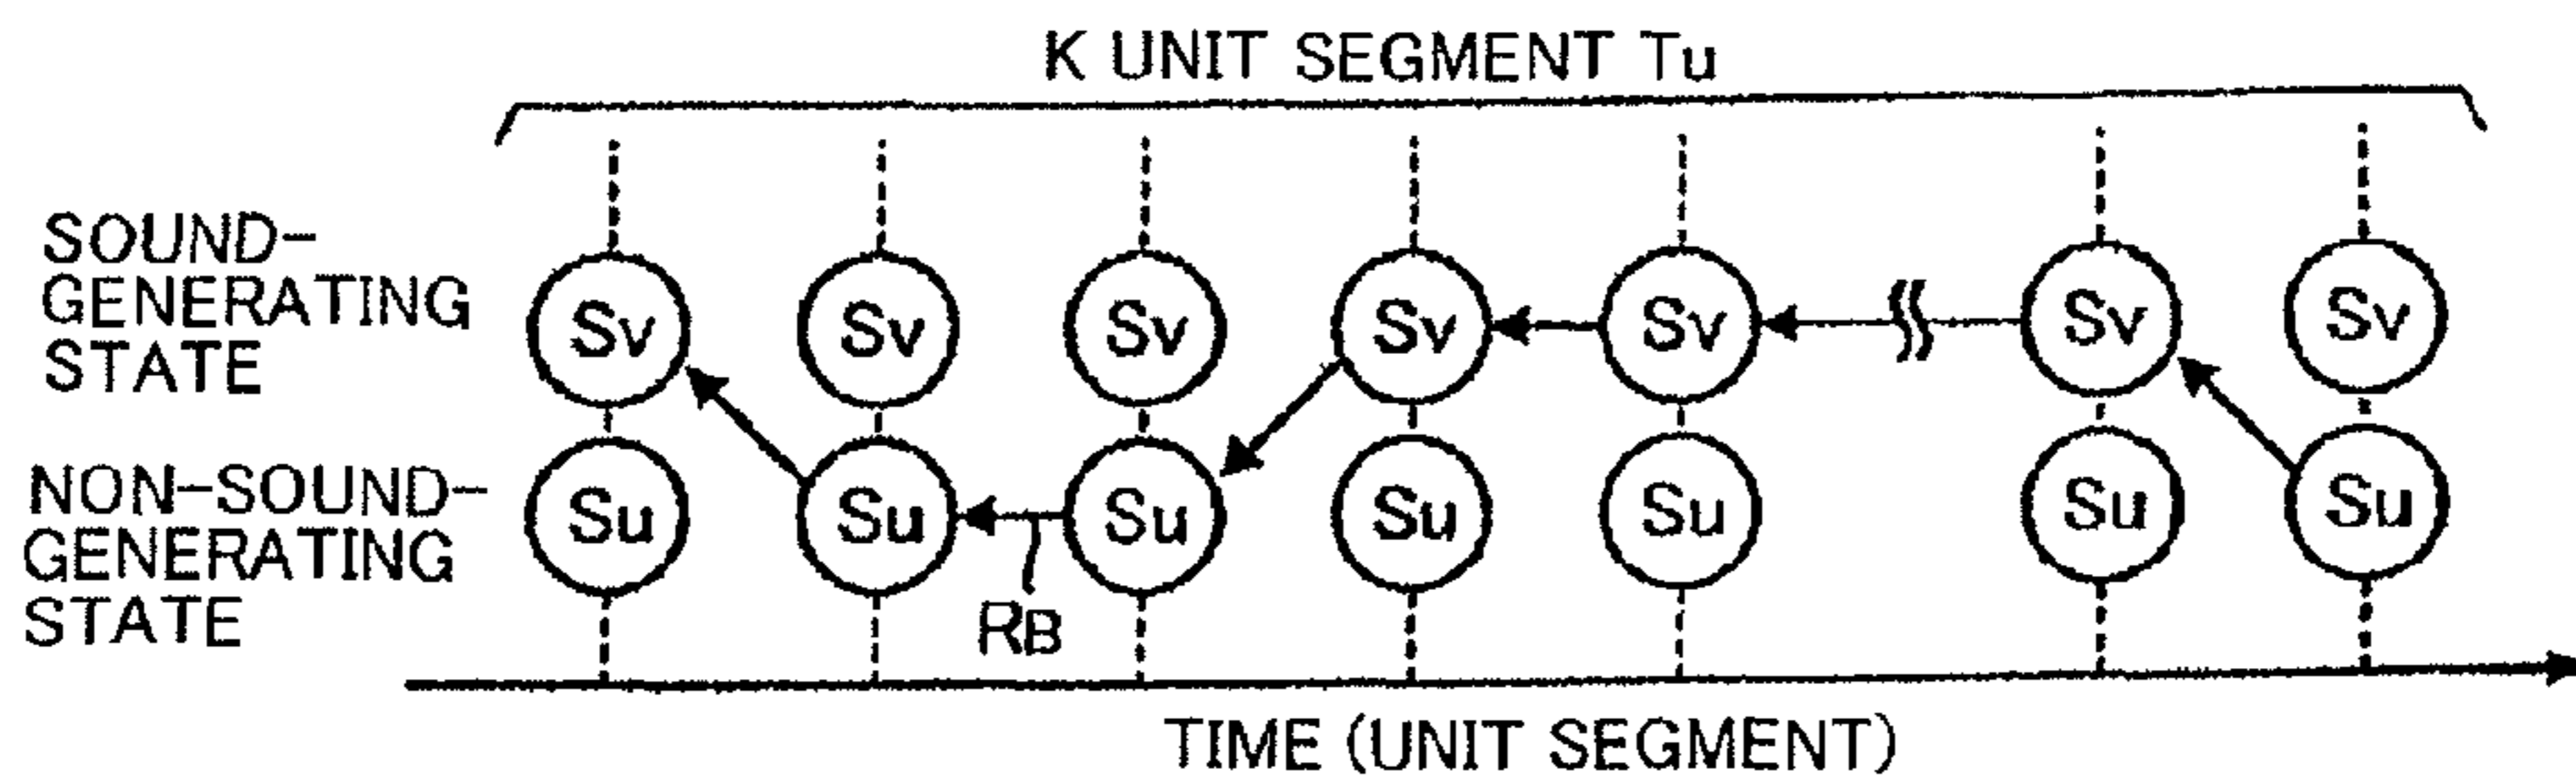 K UNIT SEGMENT Tu
SOUND-
GENERATING
STATE
Sv Sv Sv Sv Sv Sv Sv
NON-SOUND-
GENERATING
STATE
Su Su Su Su Su Su Su
RB
TIME (UNIT SEGMENT)